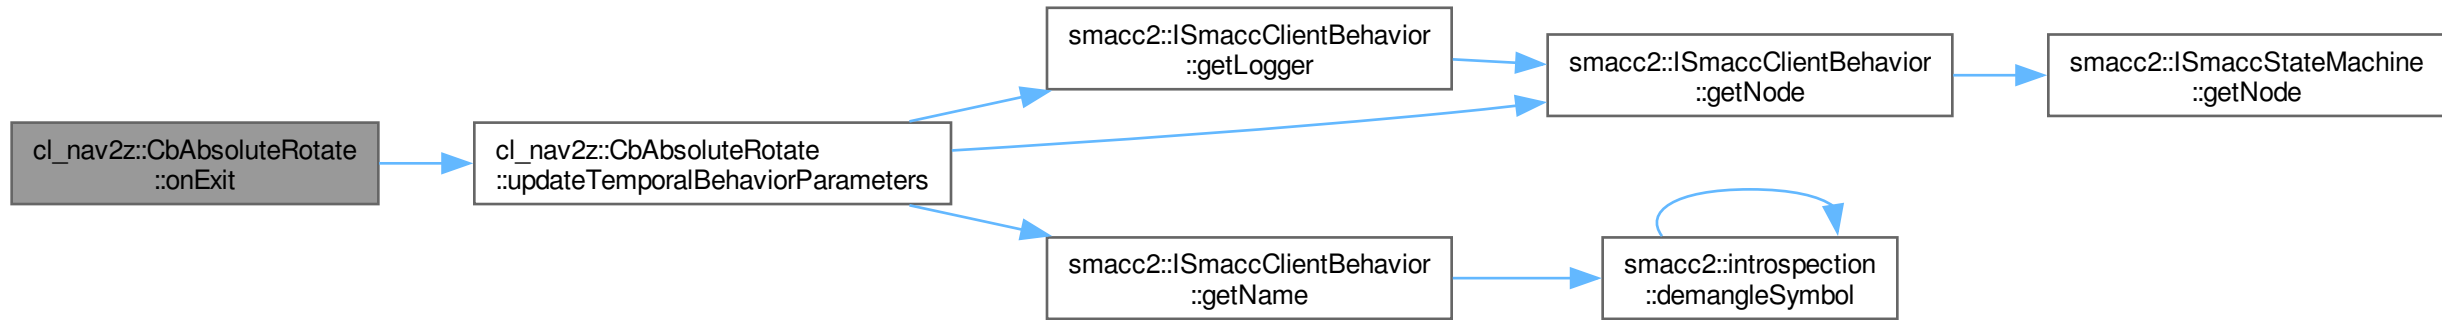 cl_nav2z::CbAbsoluteRotate
::onExit
cl_nav2z::CbAbsoluteRotate
::updateTemporalBehaviorParameters
smacc2::ISmaccClientBehavior
::getLogger
smacc2::ISmaccClientBehavior
::getNode
smacc2::ISmaccStateMachine
::getNode
smacc2::ISmaccClientBehavior
::getName
smacc2::introspection
::demangleSymbol